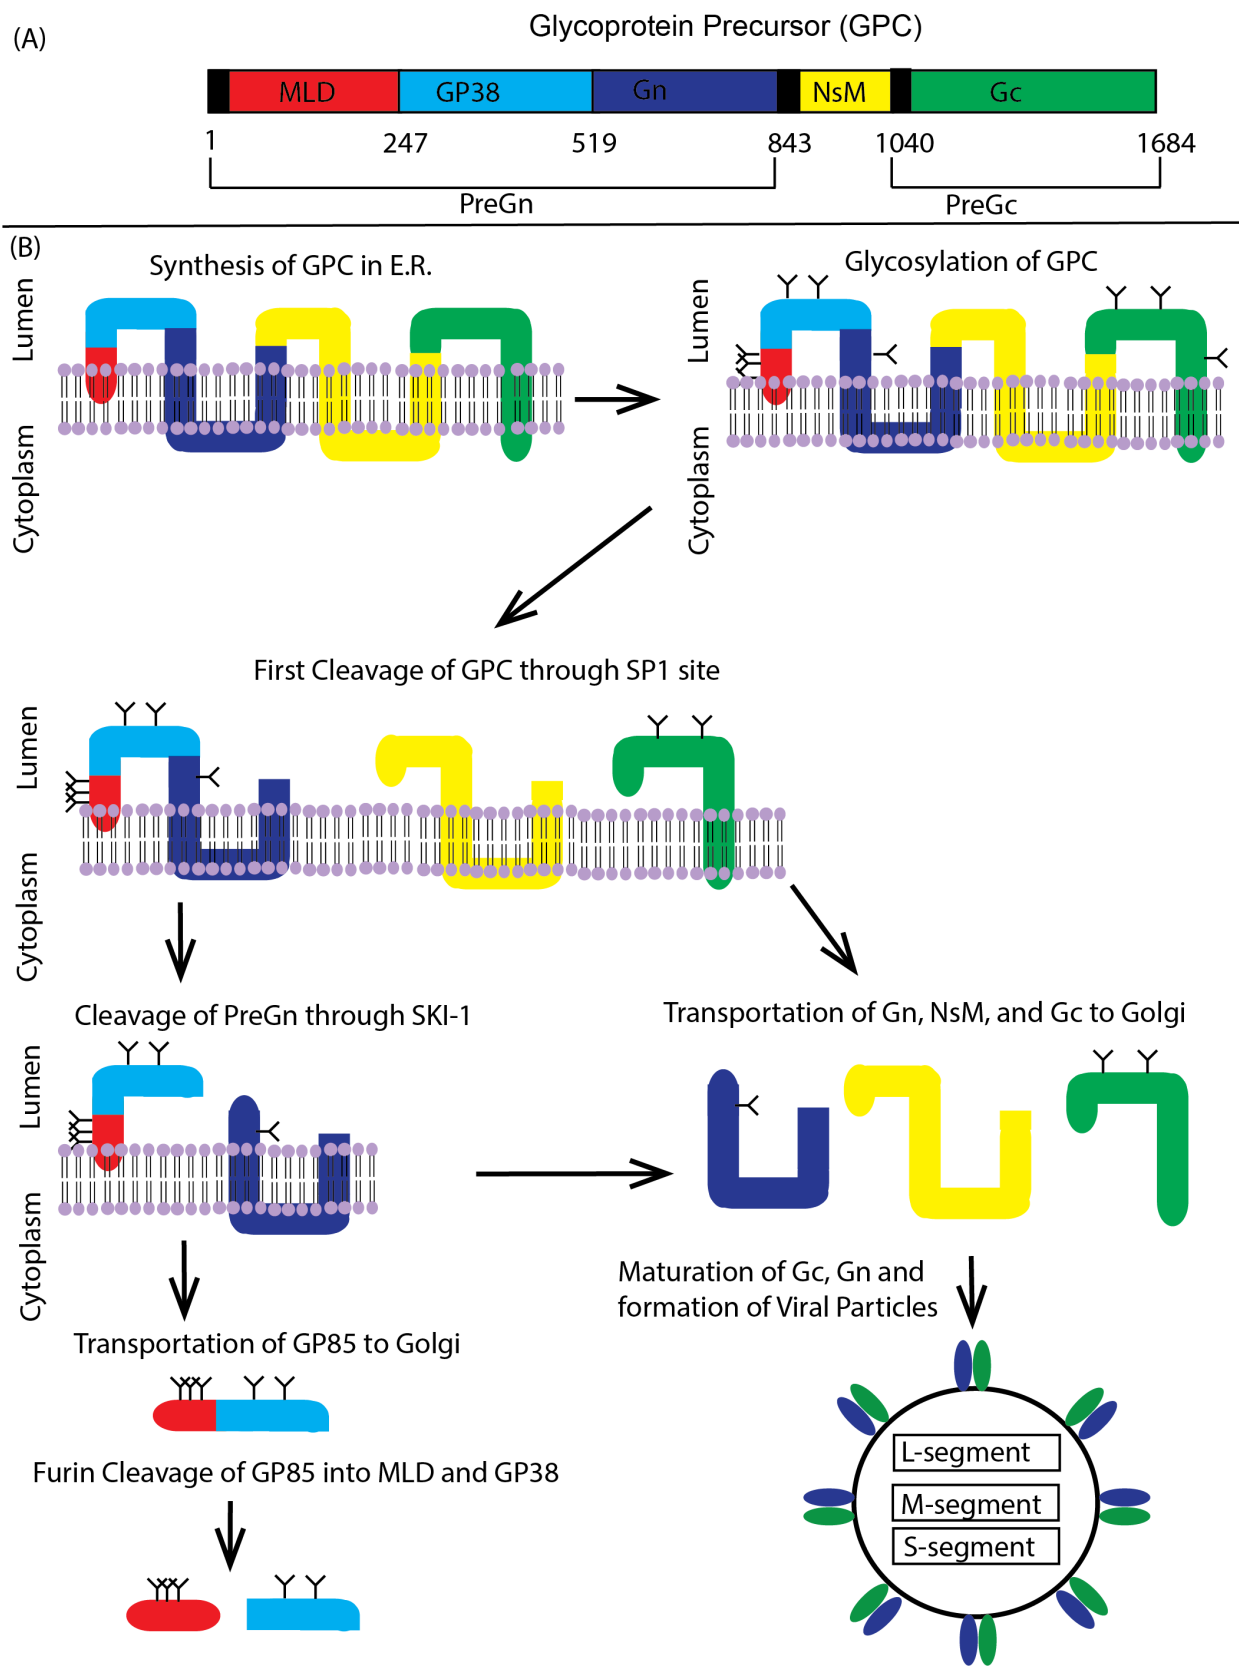 (A)
Glycoprotein Precursor (GPC)
MLD GP38 Gn NsM Gc
1 247 519 843 1040 1684
PreGn PreGc
(B)
Synthesis of GPC in E.R.
Lumen
Cytoplasm
Glycosylation of GPC
Lumen
Cytoplasm
First Cleavage of GPC through SP1 site
Lumen
Cytoplasm
Cleavage of PreGn through SKI-1
Lumen
Cytoplasm
Transportation of Gn, NsM, and Gc to Golgi
Transportation of GP85 to Golgi
Furin Cleavage of GP85 into MLD and GP38
Maturation of Gc, Gn and
formation of Viral Particles
L-segment
M-segment
S-segment